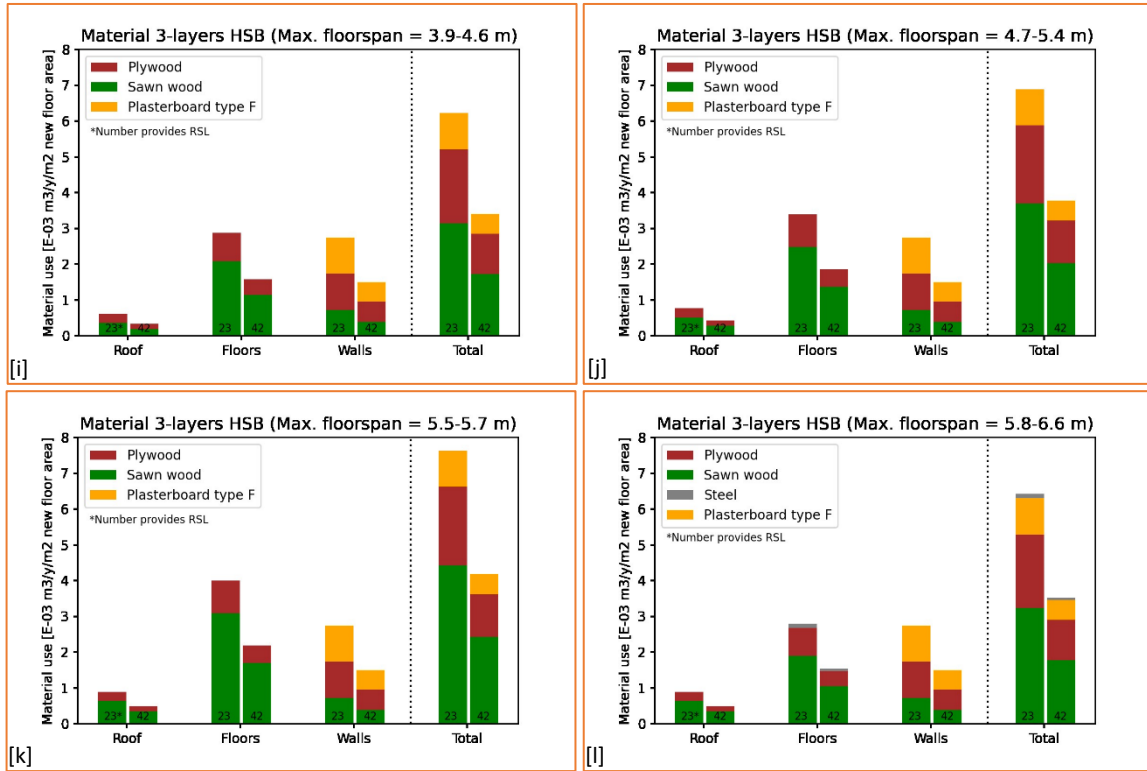 Material 3-layers HSB (Max. floorspan = 3.9-4.6 m)
Material use [E-03 m3/y/m2 new floor area]
8
7
6
5
4
3
2
1
0
Plywood
Sawn wood
Plasterboard type F
*Number provides RSL
23* 42 23 42 23 42 23 42
Roof Floors Walls Total
[i]
Material 3-layers HSB (Max. floorspan = 4.7-5.4 m)
Material use [E-03 m3/y/m2 new floor area]
8
7
6
5
4
3
2
1
0
Plywood
Sawn wood
Plasterboard type F
*Number provides RSL
23* 42 23 42 23 42 23 42
Roof Floors Walls Total
[j]
Material 3-layers HSB (Max. floorspan = 5.5-5.7 m)
Material use [E-03 m3/y/m2 new floor area]
8
7
6
5
4
3
2
1
0
Plywood
Sawn wood
Plasterboard type F
*Number provides RSL
23* 42 23 42 23 42 23 42
Roof Floors Walls Total
[k]
Material 3-layers HSB (Max. floorspan = 5.8-6.6 m)
Material use [E-03 m3/y/m2 new floor area]
8
7
6
5
4
3
2
1
0
Plywood
Sawn wood
Steel
Plasterboard type F
*Number provides RSL
23* 42 23 42 23 42 23 42
Roof Floors Walls Total
[l]